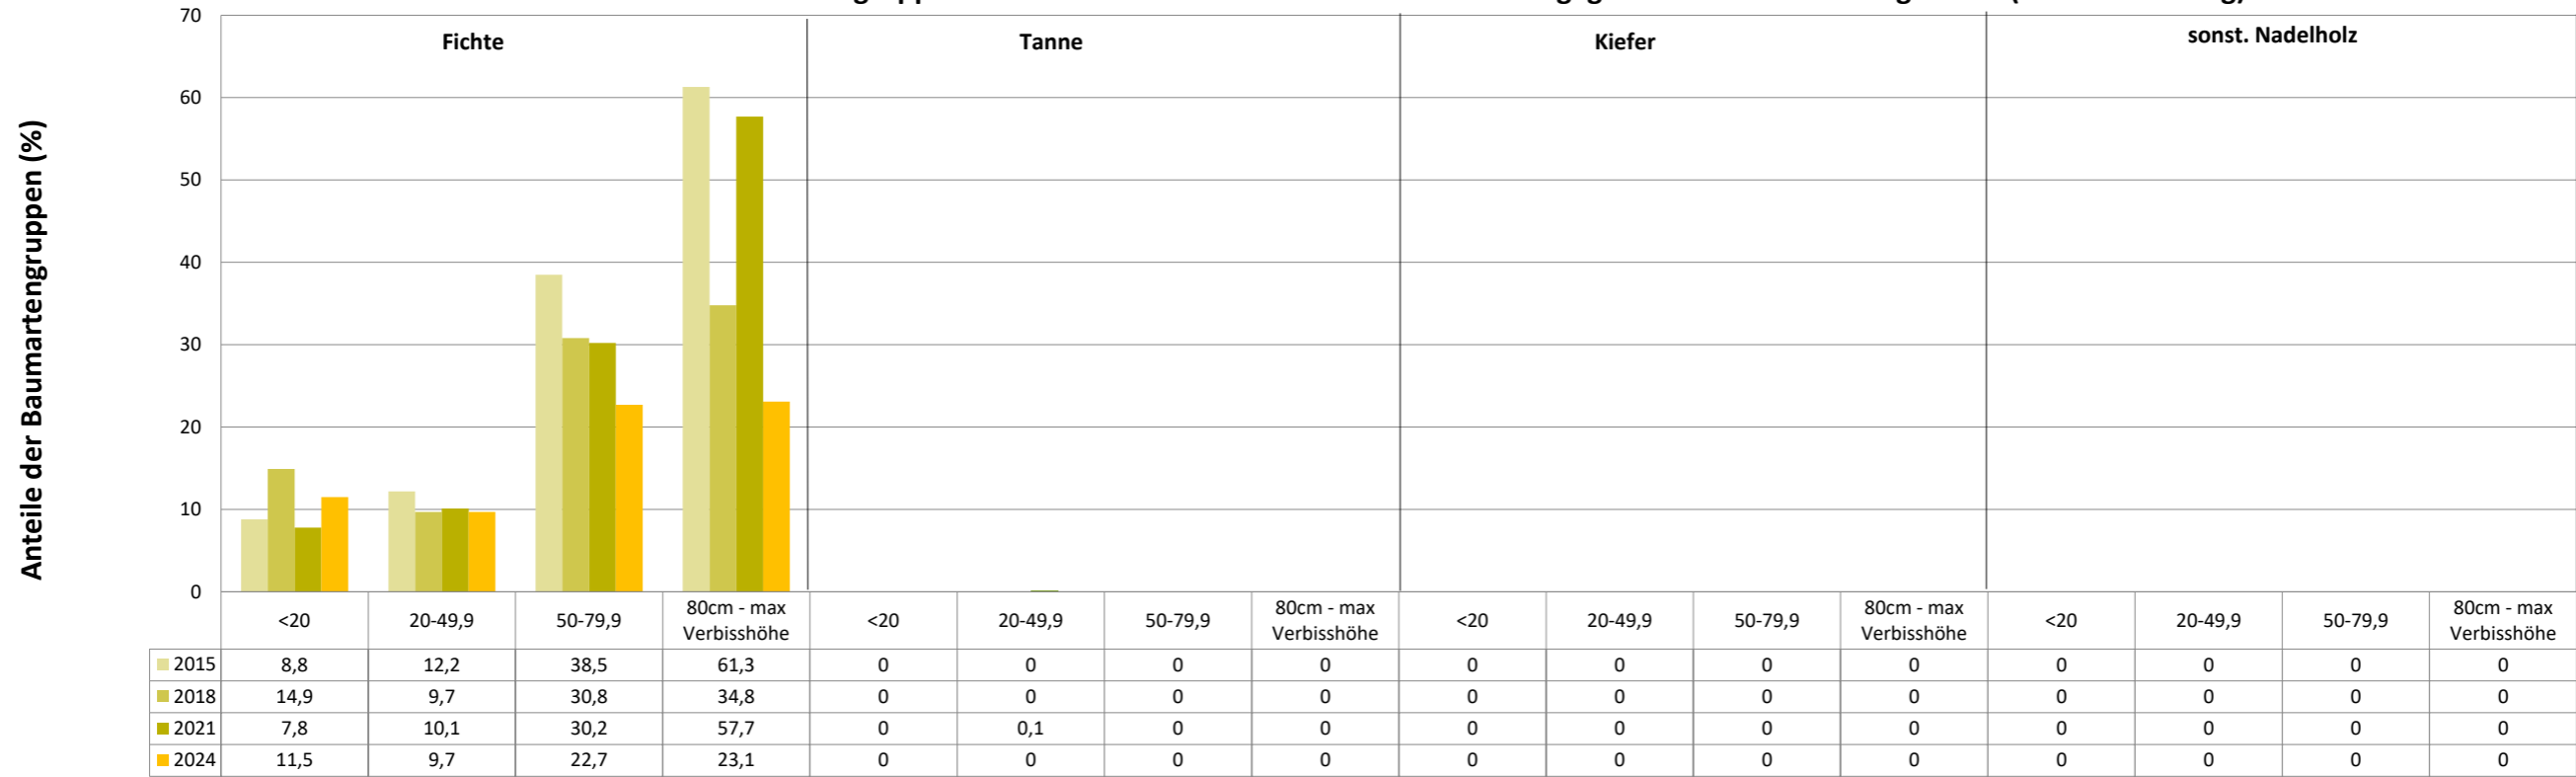 70
Fichte
Tanne
Kiefer
sonst. Nadelholz
60
50
40
30
20
10
0
Anteile der Baumartengruppen (%)
<20 20-49,9 50-79,9 80cm - max Verbisshöhe <20 20-49,9 50-79,9 80cm - max Verbisshöhe <20 20-49,9 50-79,9 80cm - max Verbisshöhe <20 20-49,9 50-79,9 80cm - max Verbisshöhe
2015 8,8 12,2 38,5 61,3 0 0 0 0 0 0 0 0 0 0 0 0
2018 14,9 9,7 30,8 34,8 0 0 0 0 0 0 0 0 0 0 0 0
2021 7,8 10,1 30,2 57,7 0 0,1 0 0 0 0 0 0 0 0 0 0
2024 11,5 9,7 22,7 23,1 0 0 0 0 0 0 0 0 0 0 0 0